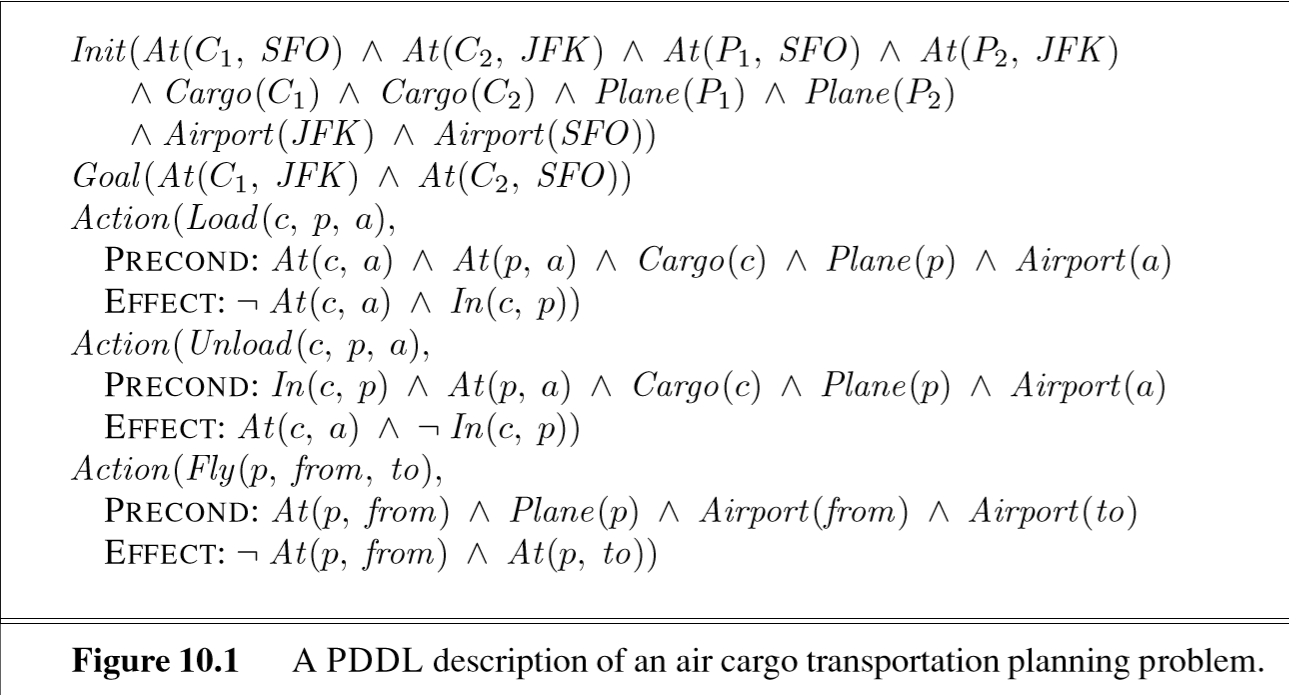 Init(At(C₁, SFO) ∧ At(C₂, JFK) ∧ At(P₁, SFO) ∧ At(P₂, JFK)
∧ Cargo(C₁) ∧ Cargo(C₂) ∧ Plane(P₁) ∧ Plane(P₂)
∧ Airport(JFK) ∧ Airport(SFO))
Goal(At(C₁, JFK) ∧ At(C₂, SFO))
Action(Load(c, p, a),
PRECOND: At(c, a) ∧ At(p, a) ∧ Cargo(c) ∧ Plane(p) ∧ Airport(a)
EFFECT: ¬ At(c, a) ∧ In(c, p))
Action(Unload(c, p, a),
PRECOND: In(c, p) ∧ At(p, a) ∧ Cargo(c) ∧ Plane(p) ∧ Airport(a)
EFFECT: At(c, a) ∧ ¬ In(c, p))
Action(Fly(p, from, to),
PRECOND: At(p, from) ∧ Plane(p) ∧ Airport(from) ∧ Airport(to)
EFFECT: ¬ At(p, from) ∧ At(p, to))
Figure 10.1 A PDDL description of an air cargo transportation planning problem.